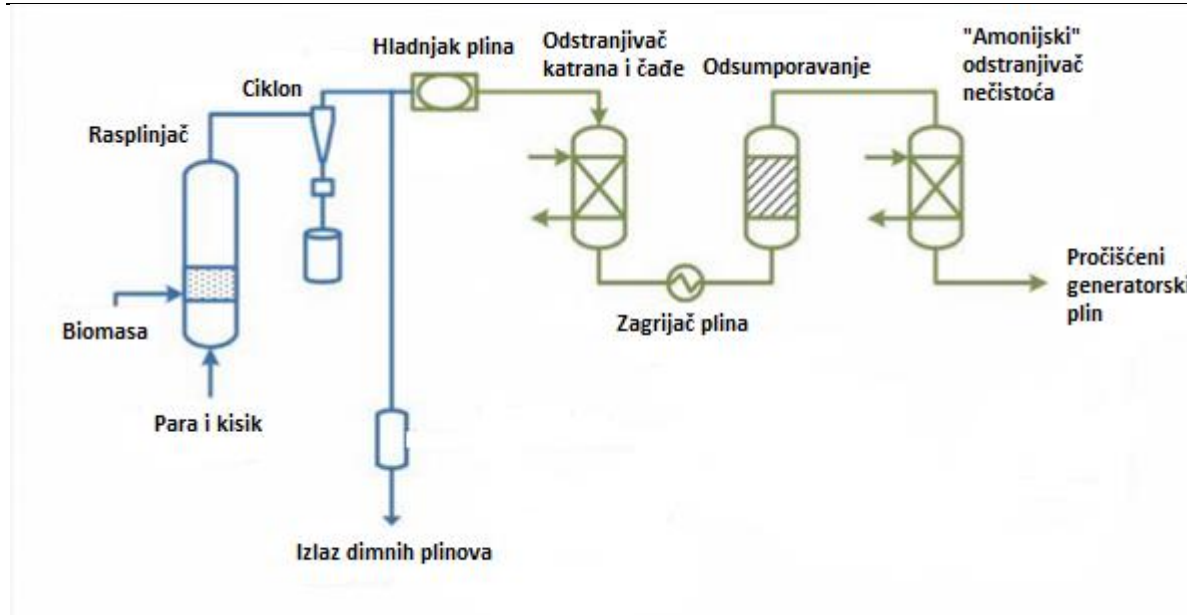 Hladnjak plina
Odstranjivač
katrana i čađe
Odsumporavanje
"Amonijski"
odstranjivač
nečistoća
Ciklon
Rasplinjač
Biomasa
Para i kisik
Zagrijač plina
Pročišćeni
generatorski
plin
Izlaz dimnih plinova